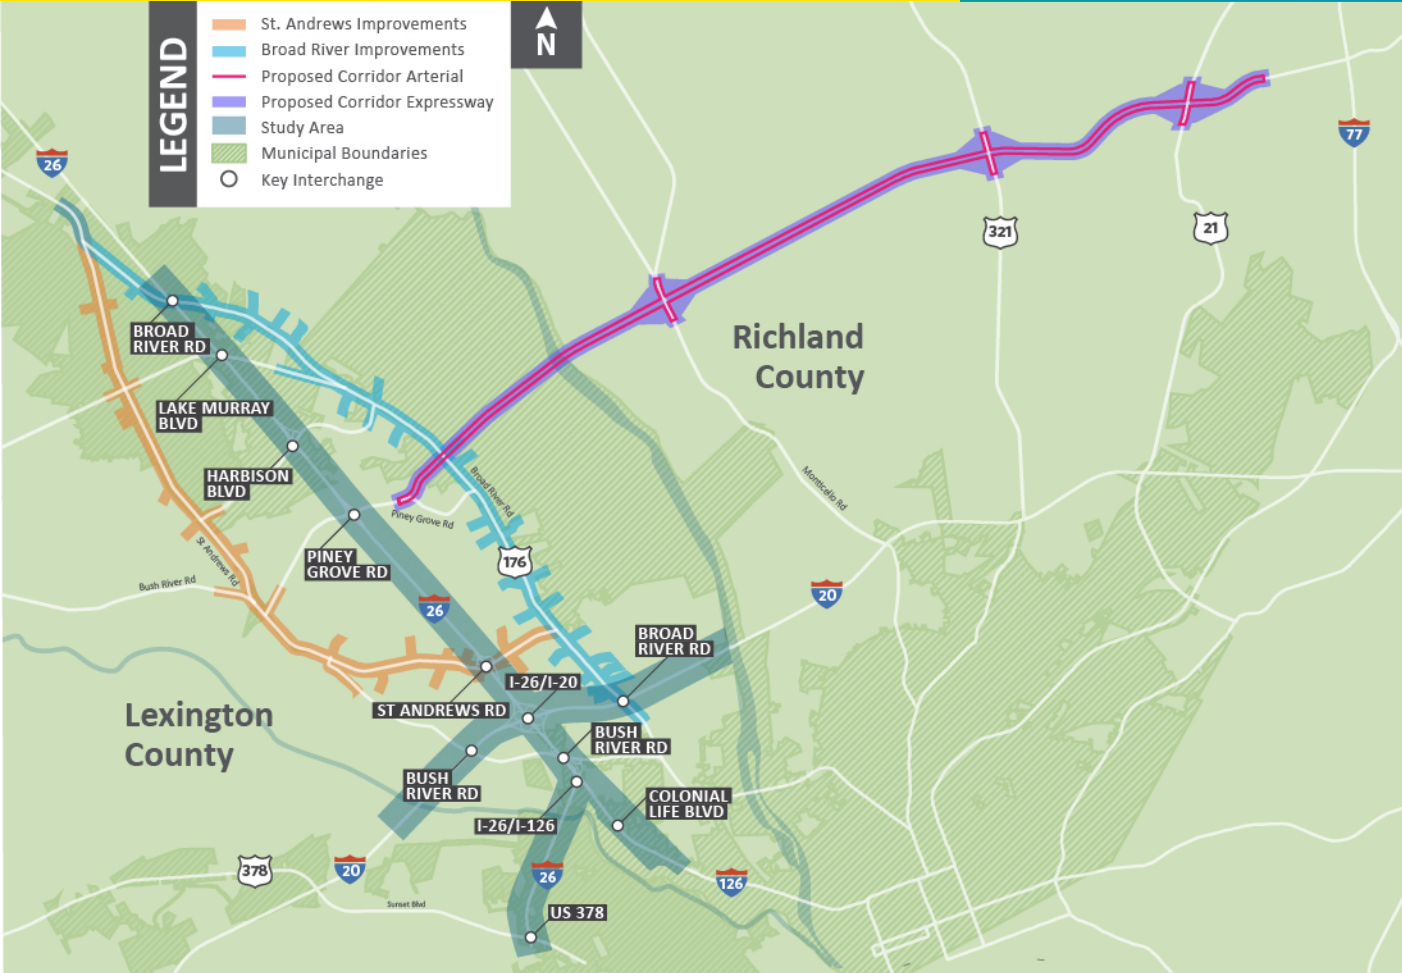 LEGEND
St. Andrews Improvements
Broad River Improvements
Proposed Corridor Arterial
Proposed Corridor Expressway
Study Area
Municipal Boundaries
Key Interchange
N
26
77
321
21
BROAD
RIVER RD
LAKE MURRAY
BLVD
HARBISON
BLVD
PINEY
GROVE RD
Richland
County
Broad River Rd
Piney Grove Rd
Monticello Rd
176
St Andrews Rd
Bush River Rd
26
20
BROAD
RIVER RD
I-26/I-20
ST ANDREWS RD
Lexington
County
BUSH
RIVER RD
BUSH
RIVER RD
COLONIAL
LIFE BLVD
I-26/I-126
378
20
26
126
Sunset Blvd
US 378